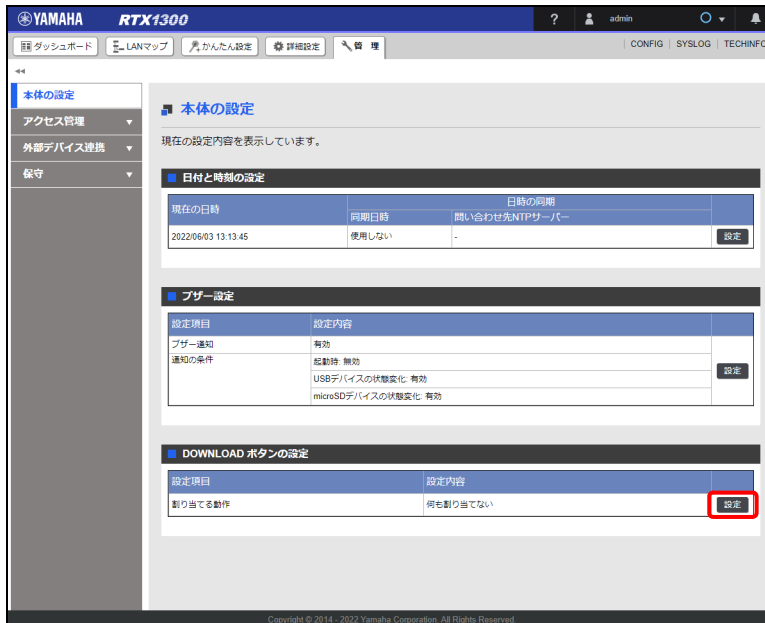 YAMAHA RTX1300 ? admin
ダッシュボード LANマップ かんたん設定 詳細設定 管 理 CONFIG SYSLOG TECHINFO
本体の設定
アクセス管理
外部デバイス連携
保守
本体の設定
現在の設定内容を表示しています。
日付と時刻の設定
現在の日時 日時の同期
同期日時 問い合わせ先NTPサーバー
2022/06/03 13:13:45 使用しない - 設定
ブザー設定
設定項目 設定内容
ブザー通知 有効
通知の条件 起動時: 無効
設定
USBデバイスの状態変化: 有効
microSDデバイスの状態変化: 有効
DOWNLOAD ボタンの設定
設定項目 設定内容
割り当てる動作 何も割り当てない 設定
Copyright © 2014 - 2022 Yamaha Corporation. All Rights Reserved.